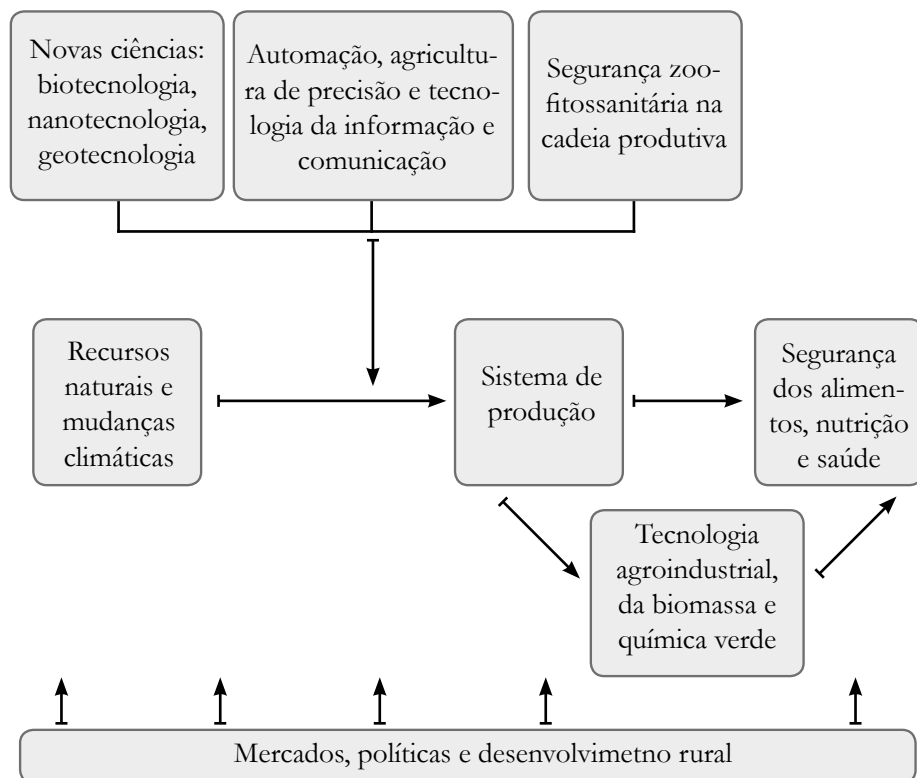 Novas ciências:
biotecnologia,
nanotecnologia,
geotecnologia
Automação, agricultu-
ra de precisão e tecno-
logia da informação e
comunicação
Segurança zoo-
fitossanitária na
cadeia produtiva
Recursos
naturais e
mudanças
climáticas
Sistema de
produção
Segurança
dos alimen-
tos, nutrição
e saúde
Tecnologia
agroindustrial,
da biomassa e
química verde
Mercados, políticas e desenvolvimetno rural